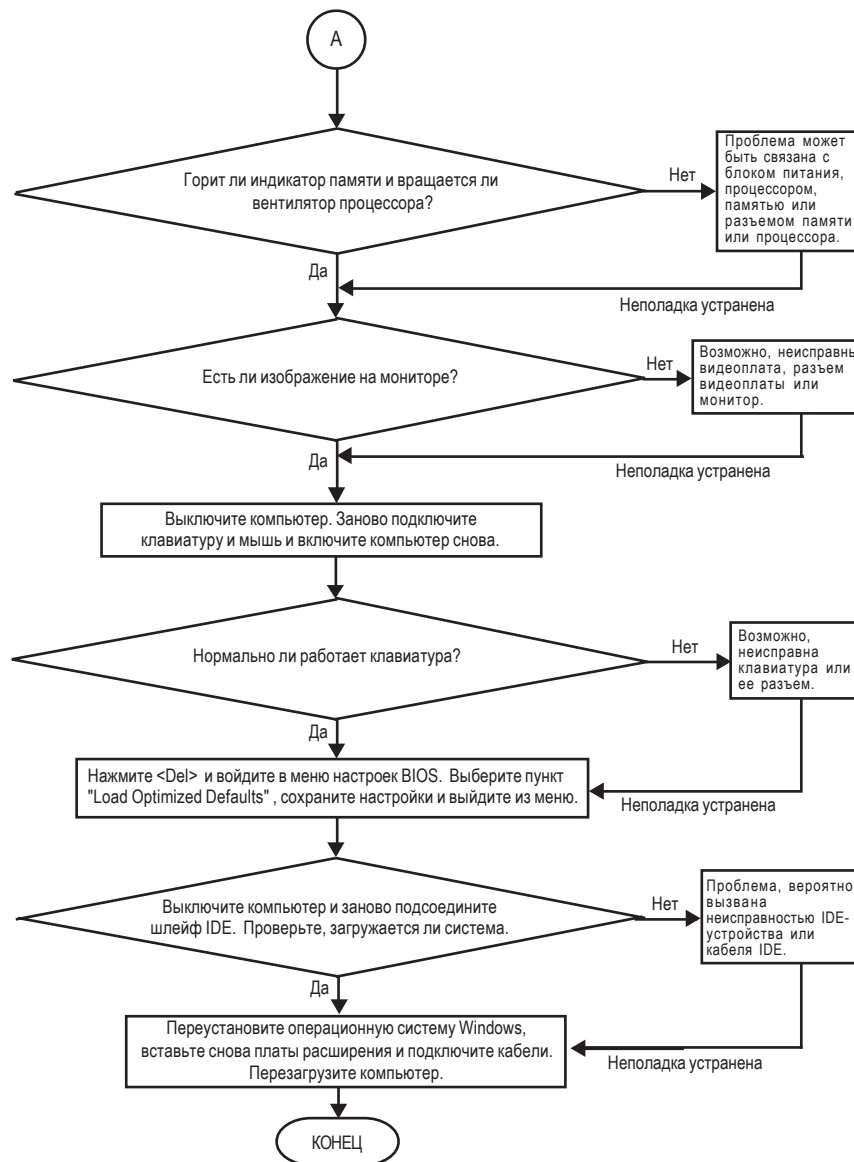 A
Горит ли индикатор памяти и вращается ли
вентилятор процессора?
Нет
Проблема может
быть связана с
блоком питания,
процессором,
памятью или
разъемом памяти
или процессора.
Да
Неполадка устранена
Есть ли изображение на мониторе?
Нет
Возможно, неисправны
видеоплата, разъем
видеоплаты или
монитор.
Да
Неполадка устранена
Выключите компьютер. Заново подключите
клавиатуру и мышь и включите компьютер снова.
Нормально ли работает клавиатура?
Нет
Возможно,
неисправна
клавиатура или
ее разъем.
Да
Нажмите <Del> и войдите в меню настроек BIOS. Выберите пункт
"Load Optimized Defaults" , сохраните настройки и выйдите из меню.
Неполадка устранена
Выключите компьютер и заново подсоедините
шлейф IDE. Проверьте, загружается ли система.
Нет
Проблема, вероятно
вызвана
неисправностью IDE-
устройства или
кабеля IDE.
Да
Переустановите операционную систему Windows,
вставьте снова платы расширения и подключите кабели.
Перезагрузите компьютер.
Неполадка устранена
КОНЕЦ